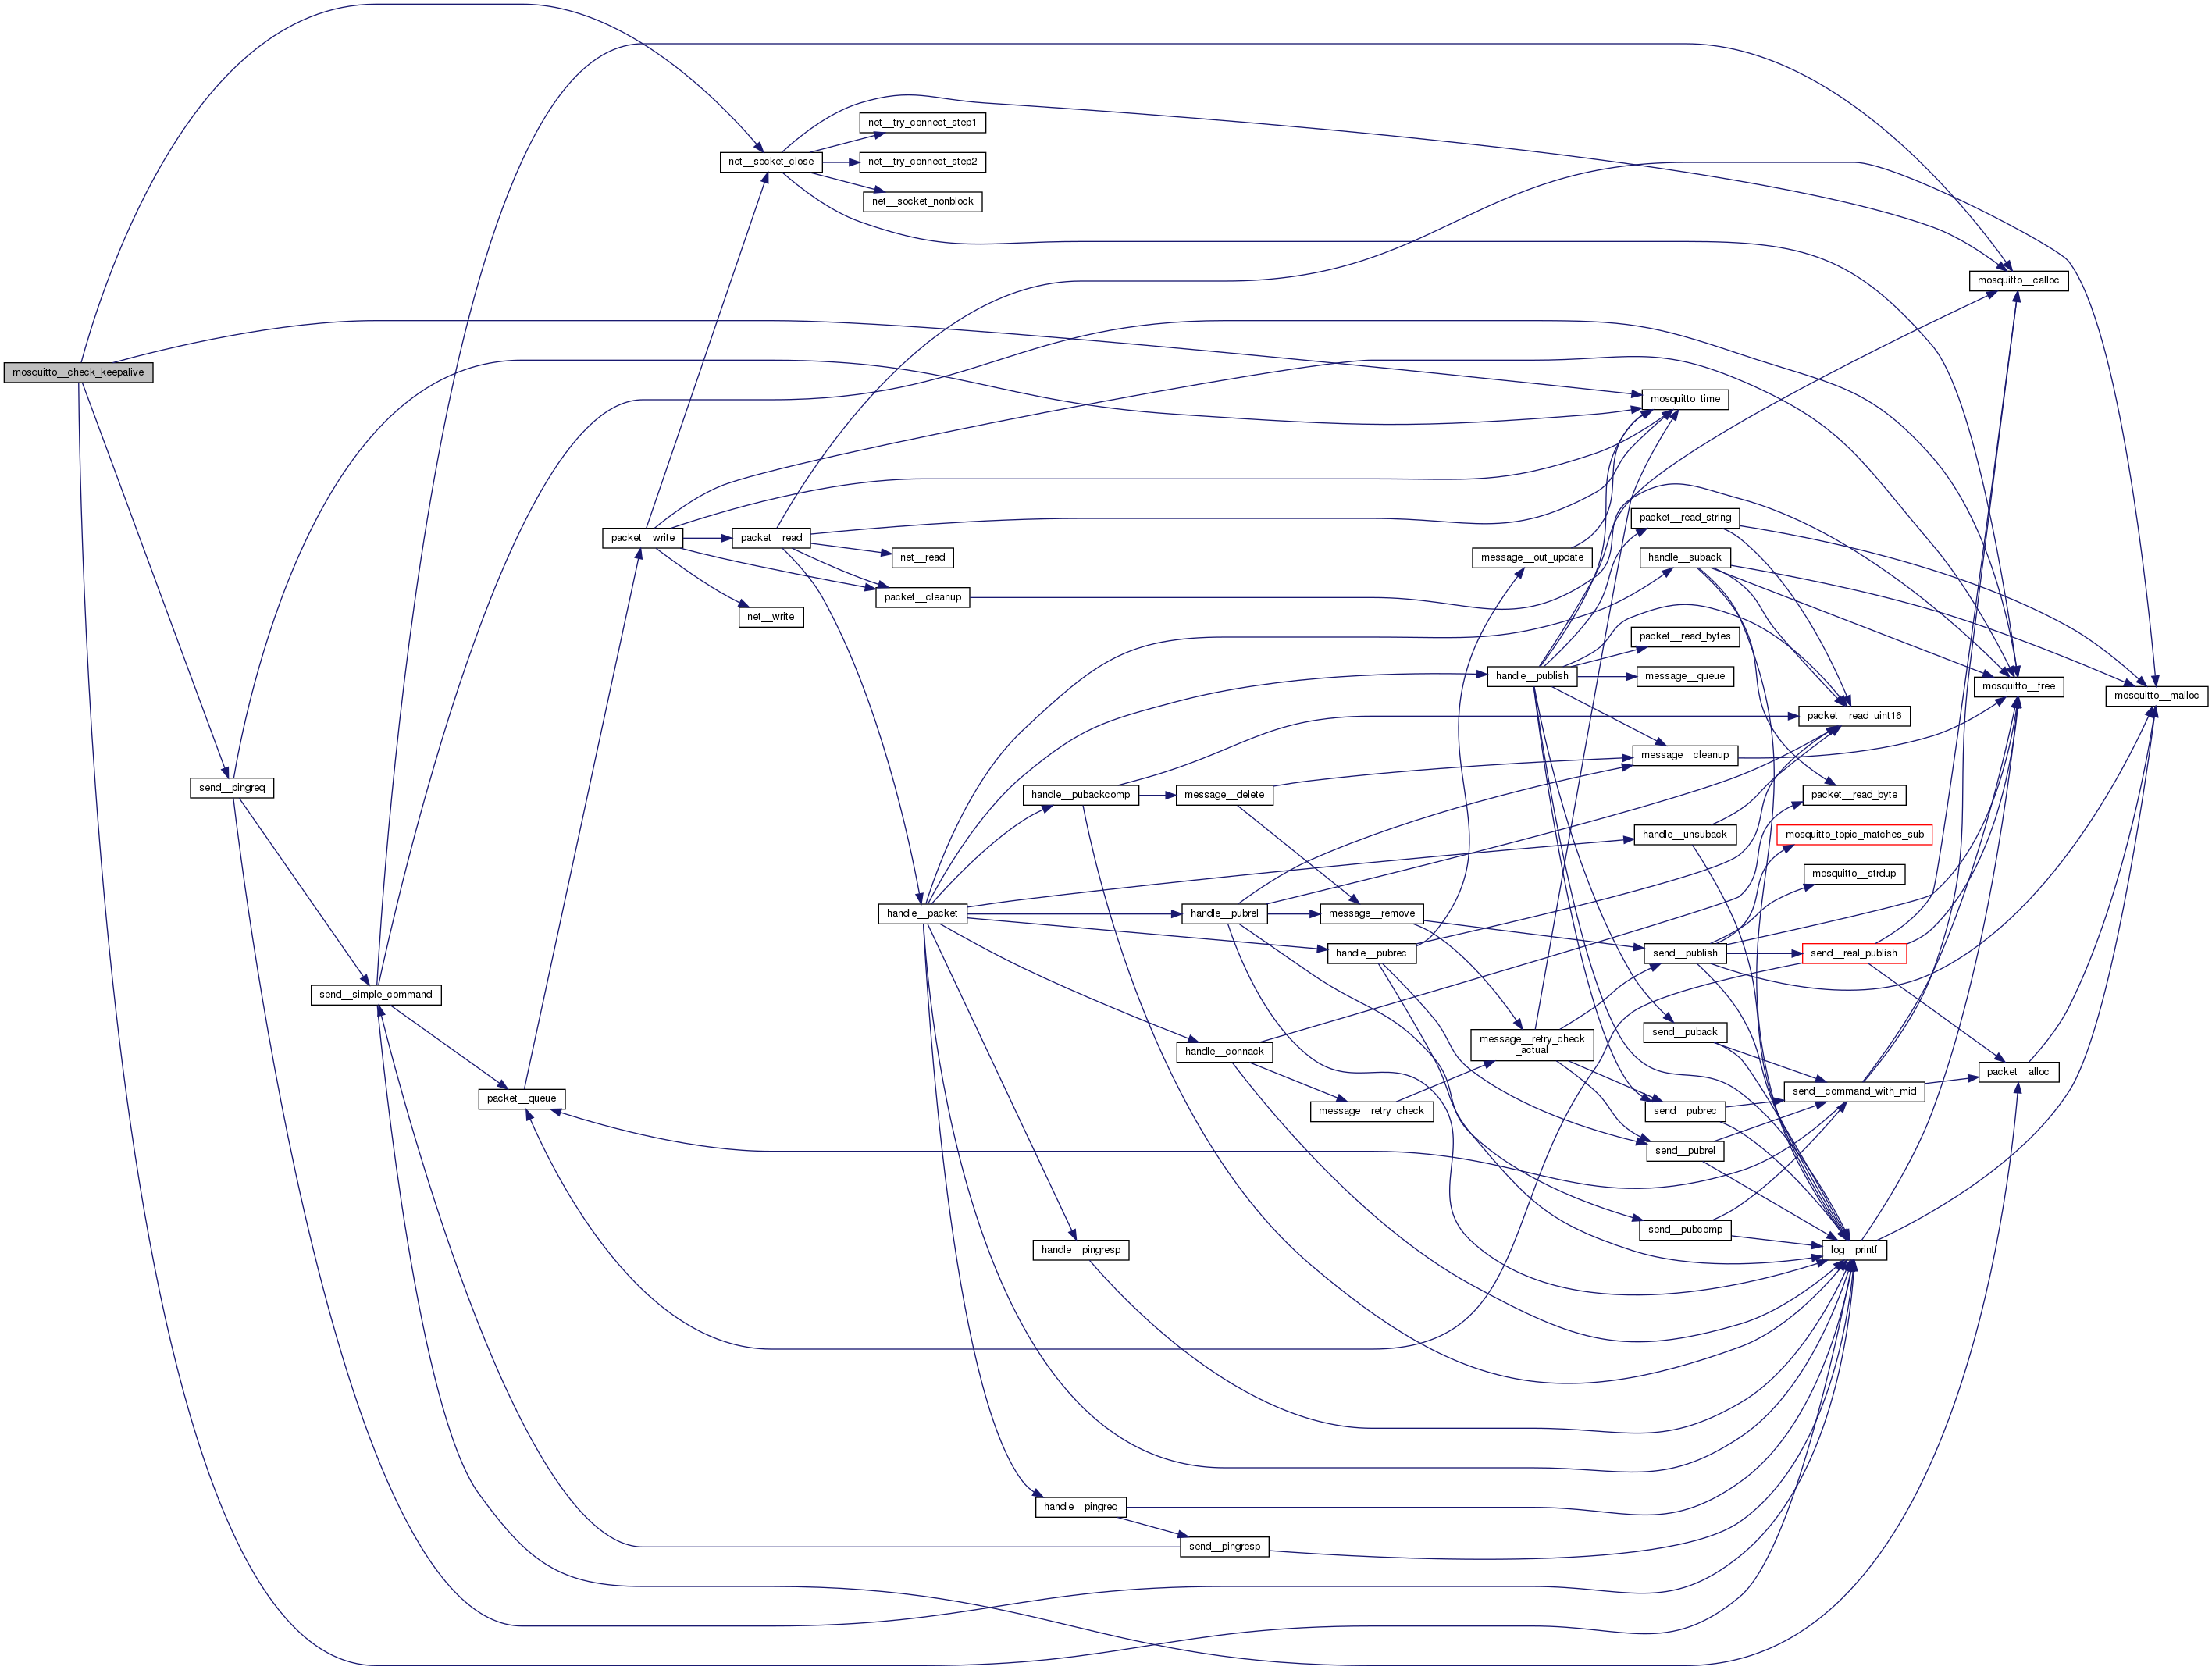 net__try_connect_step1
net__socket_close
net__try_connect_step2
net__socket_nonblock
mosquitto__calloc
mosquitto__check_keepalive
mosquitto_time
packet__read_string
packet__write
packet__read
net__read
message__out_update
handle__suback
packet__cleanup
net__write
packet__read_bytes
handle__publish
message__queue
mosquitto__free
mosquitto__malloc
packet__read_uint16
message__cleanup
send__pingreq
handle__pubackcomp
message__delete
packet__read_byte
handle__unsuback
mosquitto_topic_matches_sub
mosquitto__strdup
handle__packet
handle__pubrel
message__remove
handle__pubrec
send__publish
send__real_publish
send__simple_command
send__puback
message__retry_check
_actual
handle__connack
packet__alloc
packet__queue
message__retry_check
send__pubrec
send__command_with_mid
send__pubrel
send__pubcomp
handle__pingresp
log__printf
handle__pingreq
send__pingresp